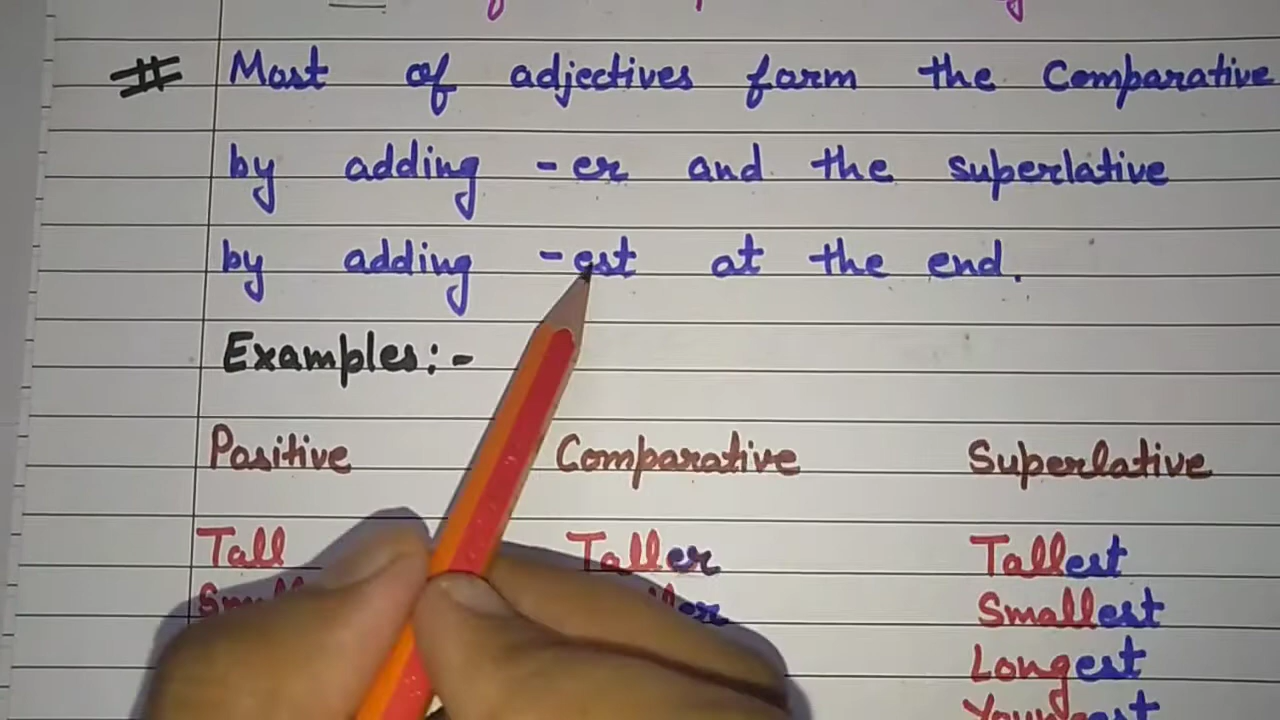 # Most of adjectives form the Comparative
by adding -er and the superlative
by adding -est at the end.
Examples:-
Positive Comparative Superlative
Tall Taller Tallest
Smallest
Longest